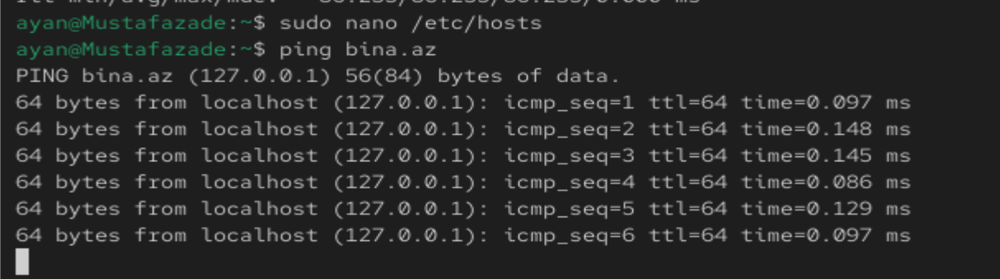 ayan@Mustafazade:~$ sudo nano /etc/hosts
ayan@Mustafazade:~$ ping bina.az
PING bina.az (127.0.0.1) 56(84) bytes of data.
64 bytes from localhost (127.0.0.1): icmp_seq=1 ttl=64 time=0.097 ms
64 bytes from localhost (127.0.0.1): icmp_seq=2 ttl=64 time=0.148 ms
64 bytes from localhost (127.0.0.1): icmp_seq=3 ttl=64 time=0.145 ms
64 bytes from localhost (127.0.0.1): icmp_seq=4 ttl=64 time=0.086 ms
64 bytes from localhost (127.0.0.1): icmp_seq=5 ttl=64 time=0.129 ms
64 bytes from localhost (127.0.0.1): icmp_seq=6 ttl=64 time=0.097 ms